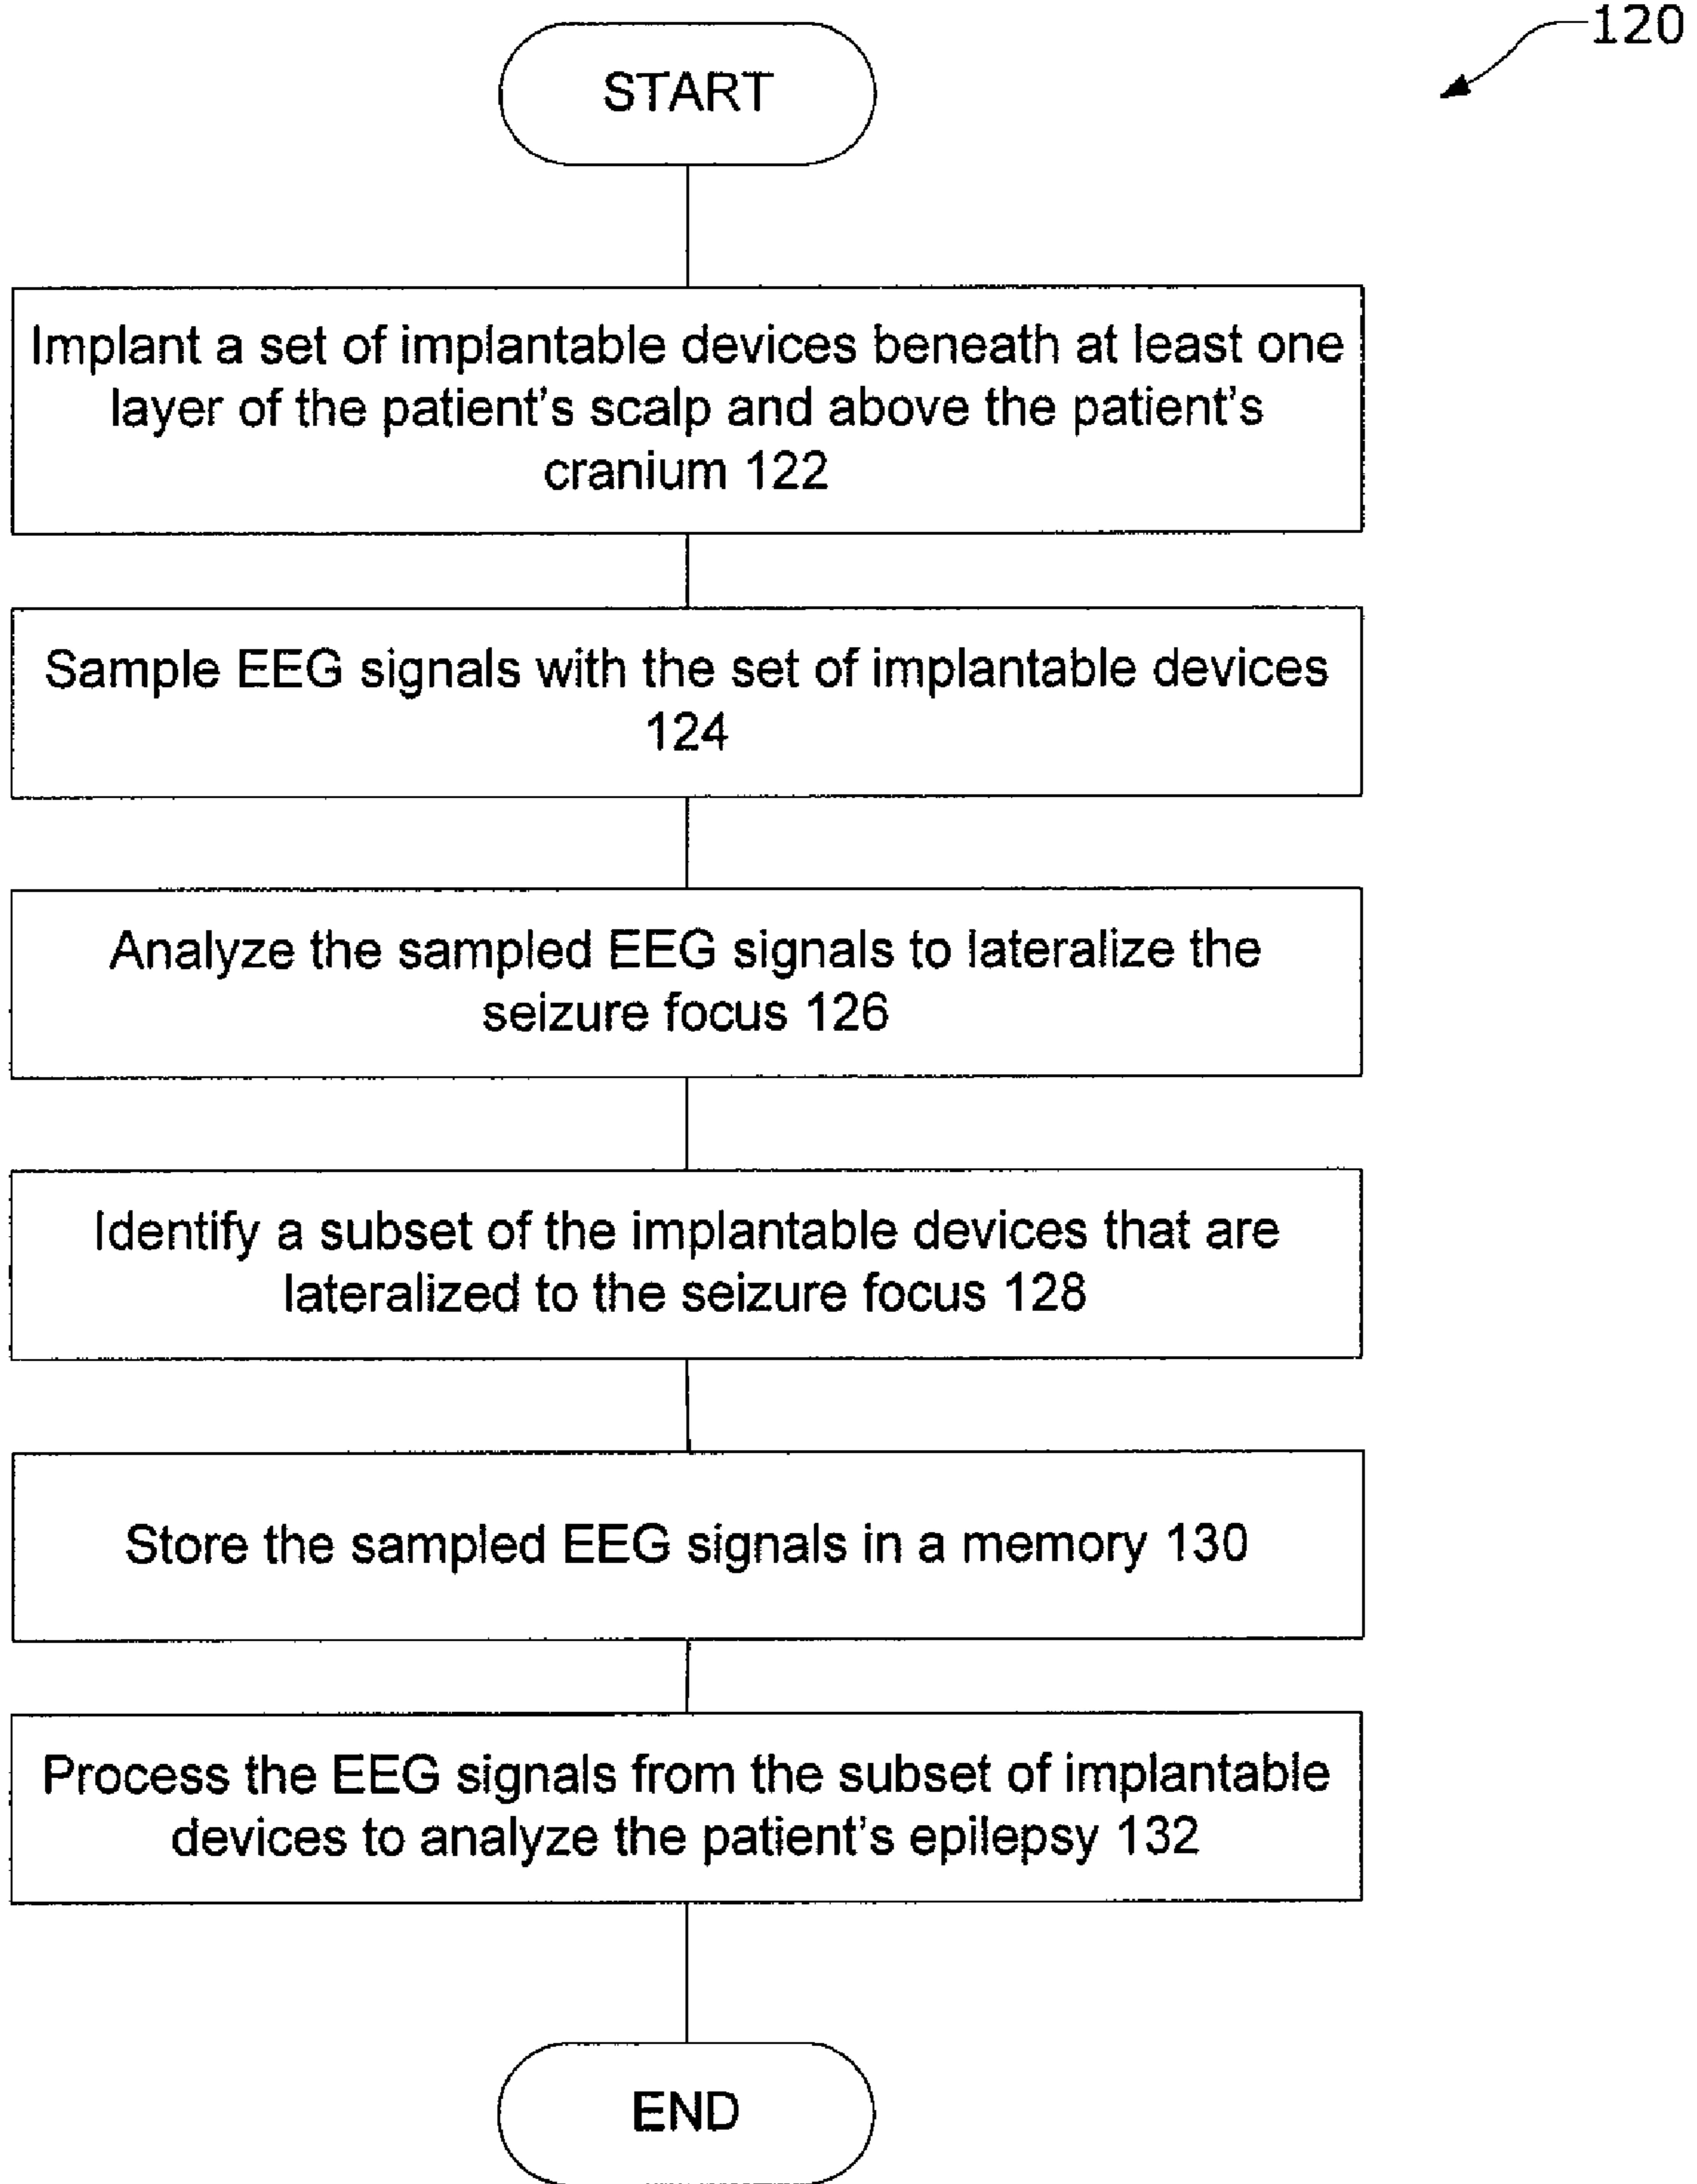 120
START
Implant a set of implantable devices beneath at least one
layer of the patient's scalp and above the patient's
cranium 122
Sample EEG signals with the set of implantable devices
124
Analyze the sampled EEG signals to lateralize the
seizure focus 126
Identify a subset of the implantable devices that are
lateralized to the seizure focus 128
Store the sampled EEG signals in a memory 130
Process the EEG signals from the subset of implantable
devices to analyze the patient's epilepsy 132
END